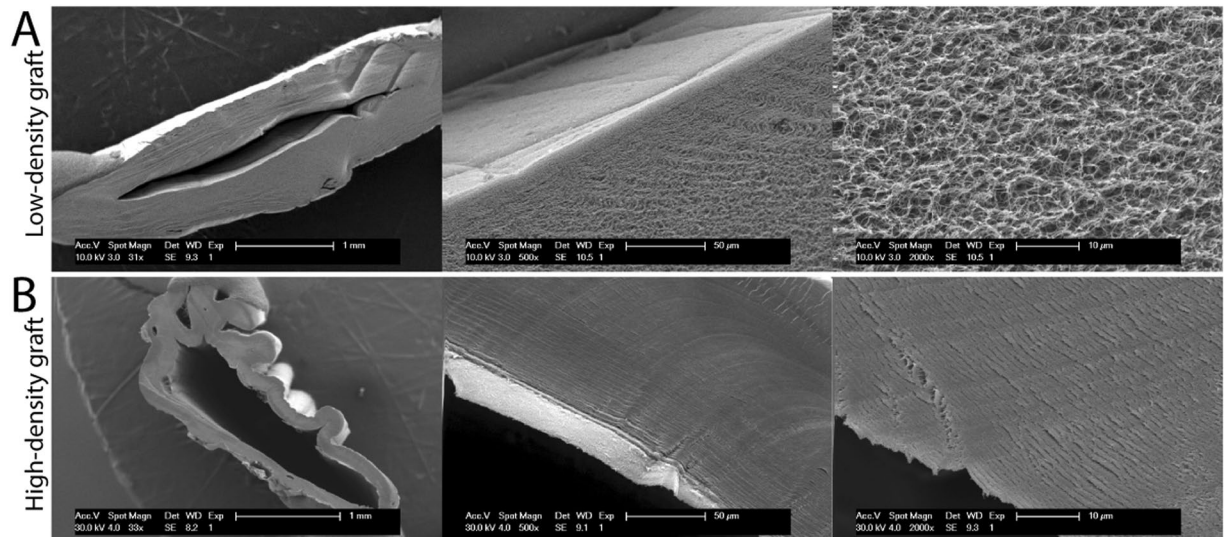 A
Low-density graft
Acc.V Spot Magn Det WD Exp 1 mm
10.0 kV 3.0 31x SE 9.3 1
Acc.V Spot Magn Det WD Exp 50 µm
10.0 kV 3.0 500x SE 10.5 1
Acc.V Spot Magn Det WD Exp 10 µm
10.0 kV 3.0 2000x SE 10.5 1
B
High-density graft
Acc.V Spot Magn Det WD Exp 1 mm
30.0 kV 4.0 33x SE 8.2 1
Acc.V Spot Magn Det WD Exp 50 µm
30.0 kV 4.0 500x SE 9.1 1
Acc.V Spot Magn Det WD Exp 10 µm
30.0 kV 4.0 2000x SE 9.3 1